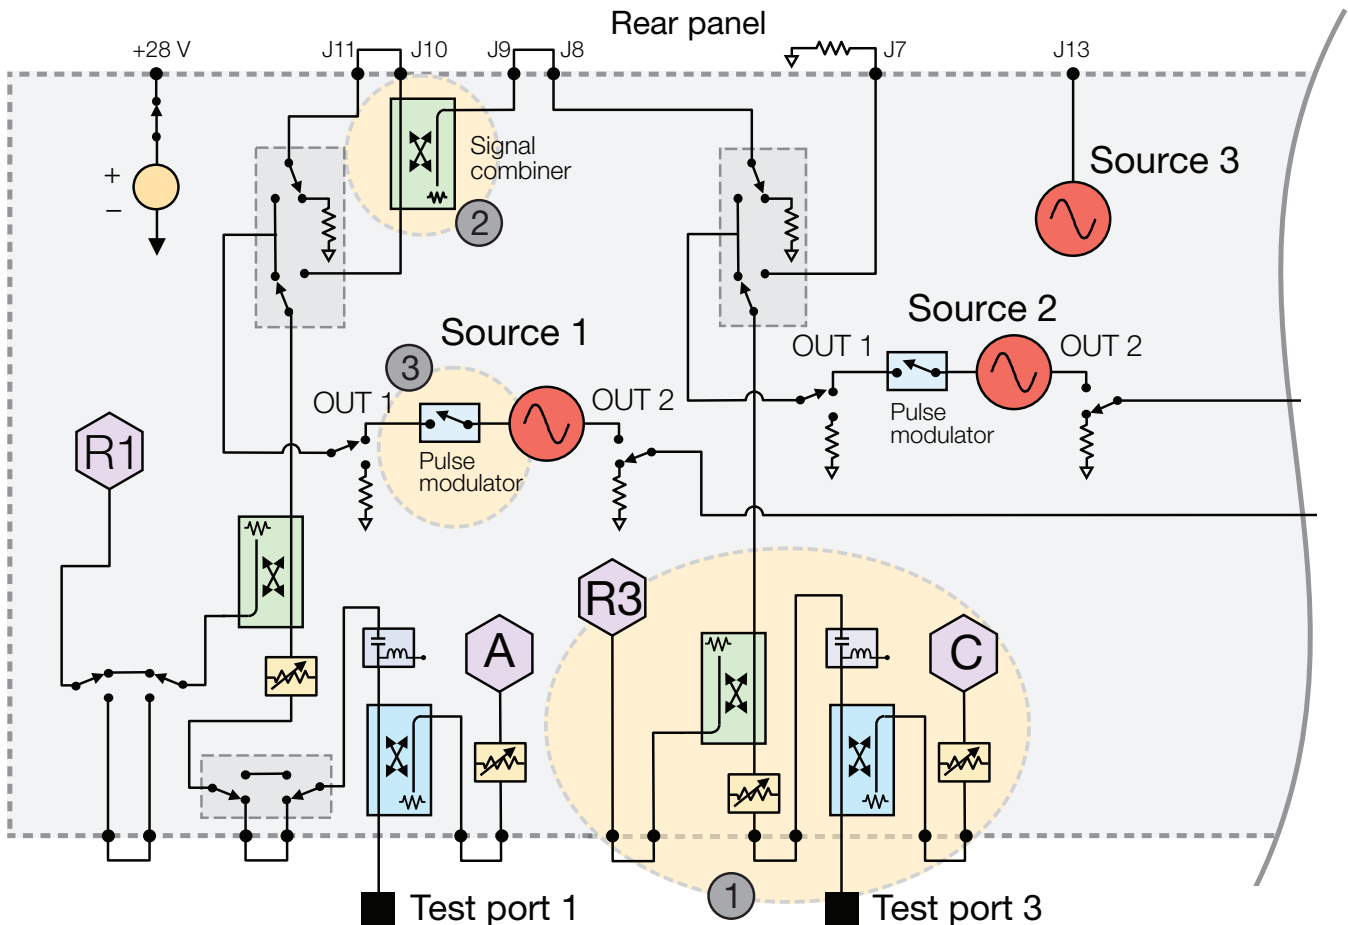 Rear panel
+28 V
J11
J10
J9
J8
J7
J13
Signal
combiner
2
+
–
Source 3
Source 1
Source 2
3
OUT 1
OUT 2
OUT 1
OUT 2
Pulse
modulator
Pulse
modulator
R1
R3
A
C
1
Test port 1
Test port 3